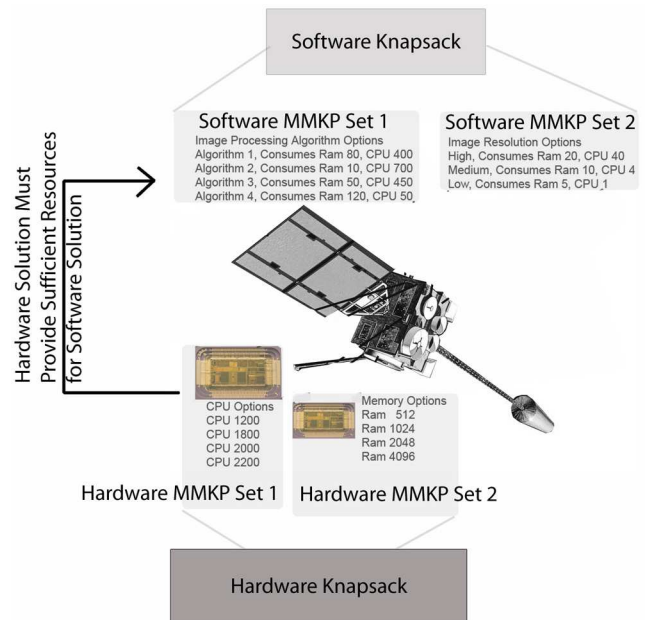 Software Knapsack
Software MMKP Set 1
Image Processing Algorithm Options
Algorithm 1, Consumes Ram 80, CPU 400
Algorithm 2, Consumes Ram 10, CPU 700
Algorithm 3, Consumes Ram 50, CPU 450
Algorithm 4, Consumes Ram 120, CPU 50
Software MMKP Set 2
Image Resolution Options
High, Consumes Ram 20, CPU 40
Medium, Consumes Ram 10, CPU 4
Low, Consumes Ram 5, CPU 1
Hardware Solution Must
Provide Sufficient Resources
for Software Solution
CPU Options
CPU 1200
CPU 1800
CPU 2000
CPU 2200
Memory Options
Ram 512
Ram 1024
Ram 2048
Ram 4096
Hardware MMKP Set 1
Hardware MMKP Set 2
Hardware Knapsack